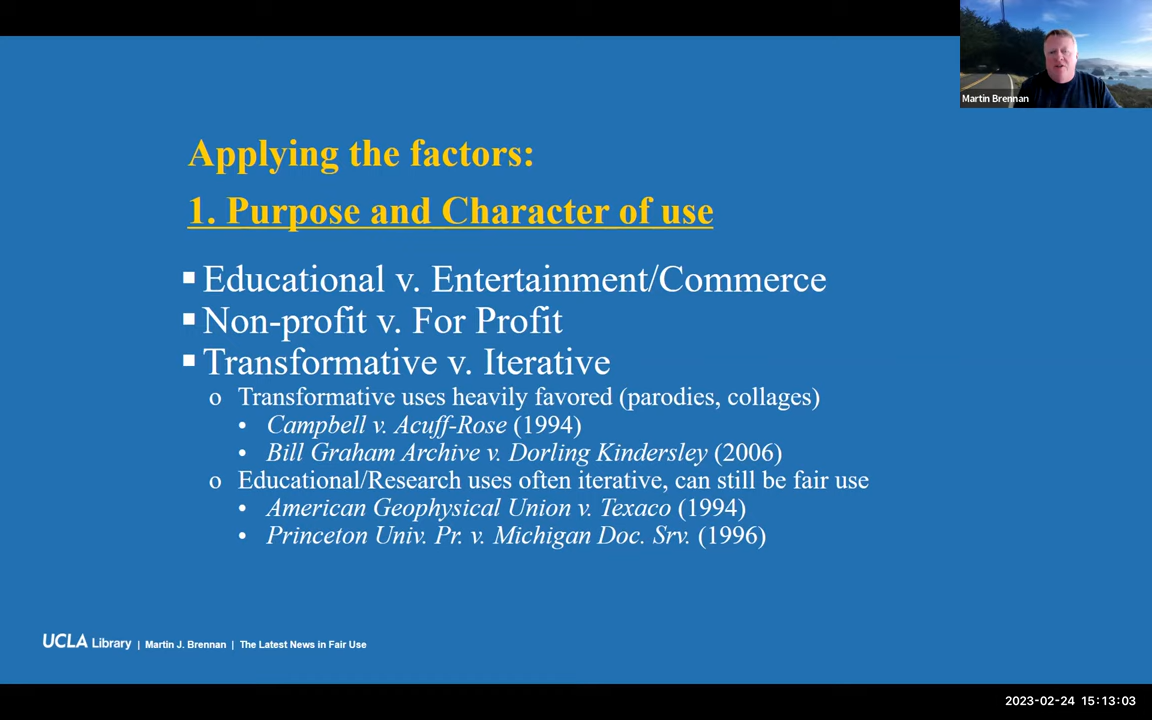 Martin Brennan
Applying the factors:
1. Purpose and Character of use
▪ Educational v. Entertainment/Commerce
▪ Non-profit v. For Profit
▪ Transformative v. Iterative
o Transformative uses heavily favored (parodies, collages)
• Campbell v. Acuff-Rose (1994)
• Bill Graham Archive v. Dorling Kindersley (2006)
o Educational/Research uses often iterative, can still be fair use
• American Geophysical Union v. Texaco (1994)
• Princeton Univ. Pr. v. Michigan Doc. Srv. (1996)
UCLA Library | Martin J. Brennan | The Latest News in Fair Use
2023-02-24 15:13:03